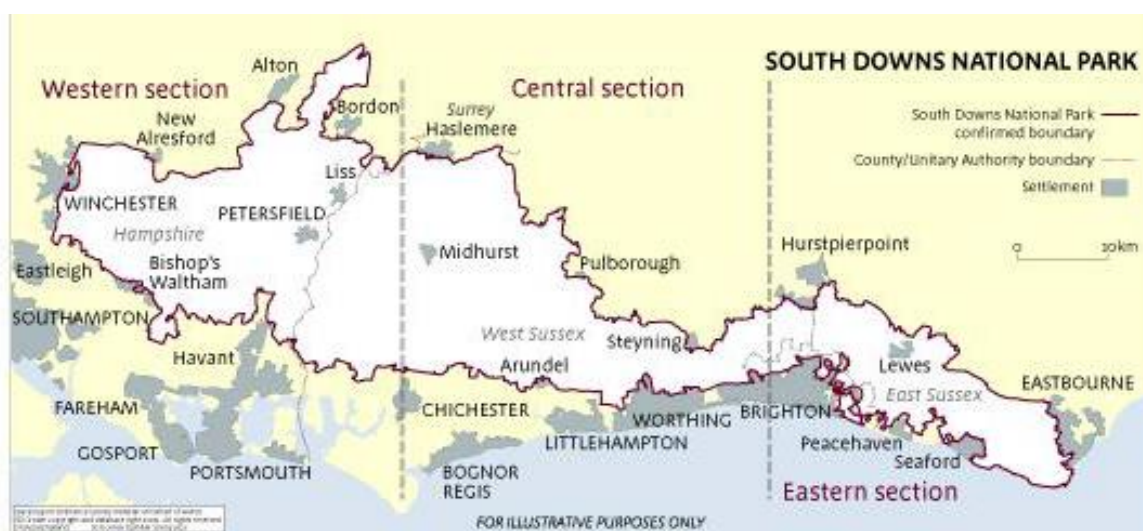 SOUTH DOWNS NATIONAL PARK
South Downs National Park
confirmed boundary
County/Unitary Authority boundary
Settlement
0 10km
Western section
Central section
Eastern section
Alton
Bordon
New
Alresford
Surrey
Haslemere
Liss
WINCHESTER
PETERSFIELD
Hampshire
Midhurst
Pulborough
Hurstpierpoint
Eastleigh
Bishop's
Waltham
SOUTHAMPTON
West Sussex
Steyning
Havant
Arundel
Lewes
East Sussex
EASTBOURNE
FAREHAM
CHICHESTER
WORTHING
BRIGHTON
LITTLEHAMPTON
Peacehaven
GOSPORT
PORTSMOUTH
BOGNOR
REGIS
Seaford
FOR ILLUSTRATIVE PURPOSES ONLY